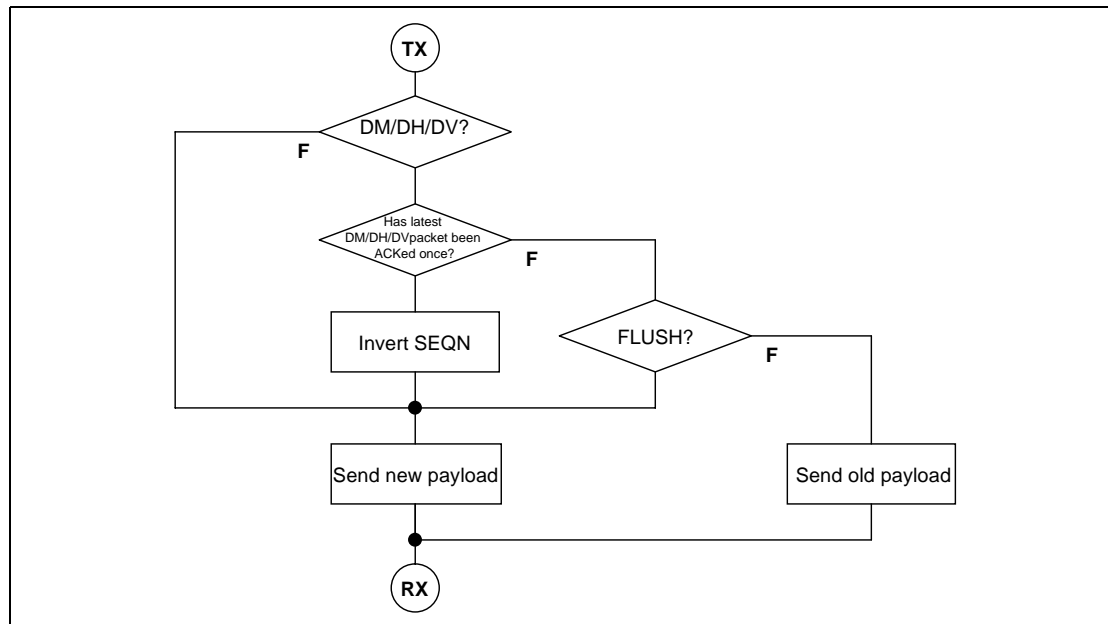 TX
DM/DH/DV?
F
Has latest
DM/DH/DVpacket been
ACKed once?
F
Invert SEQN
FLUSH?
F
Send new payload
Send old payload
RX